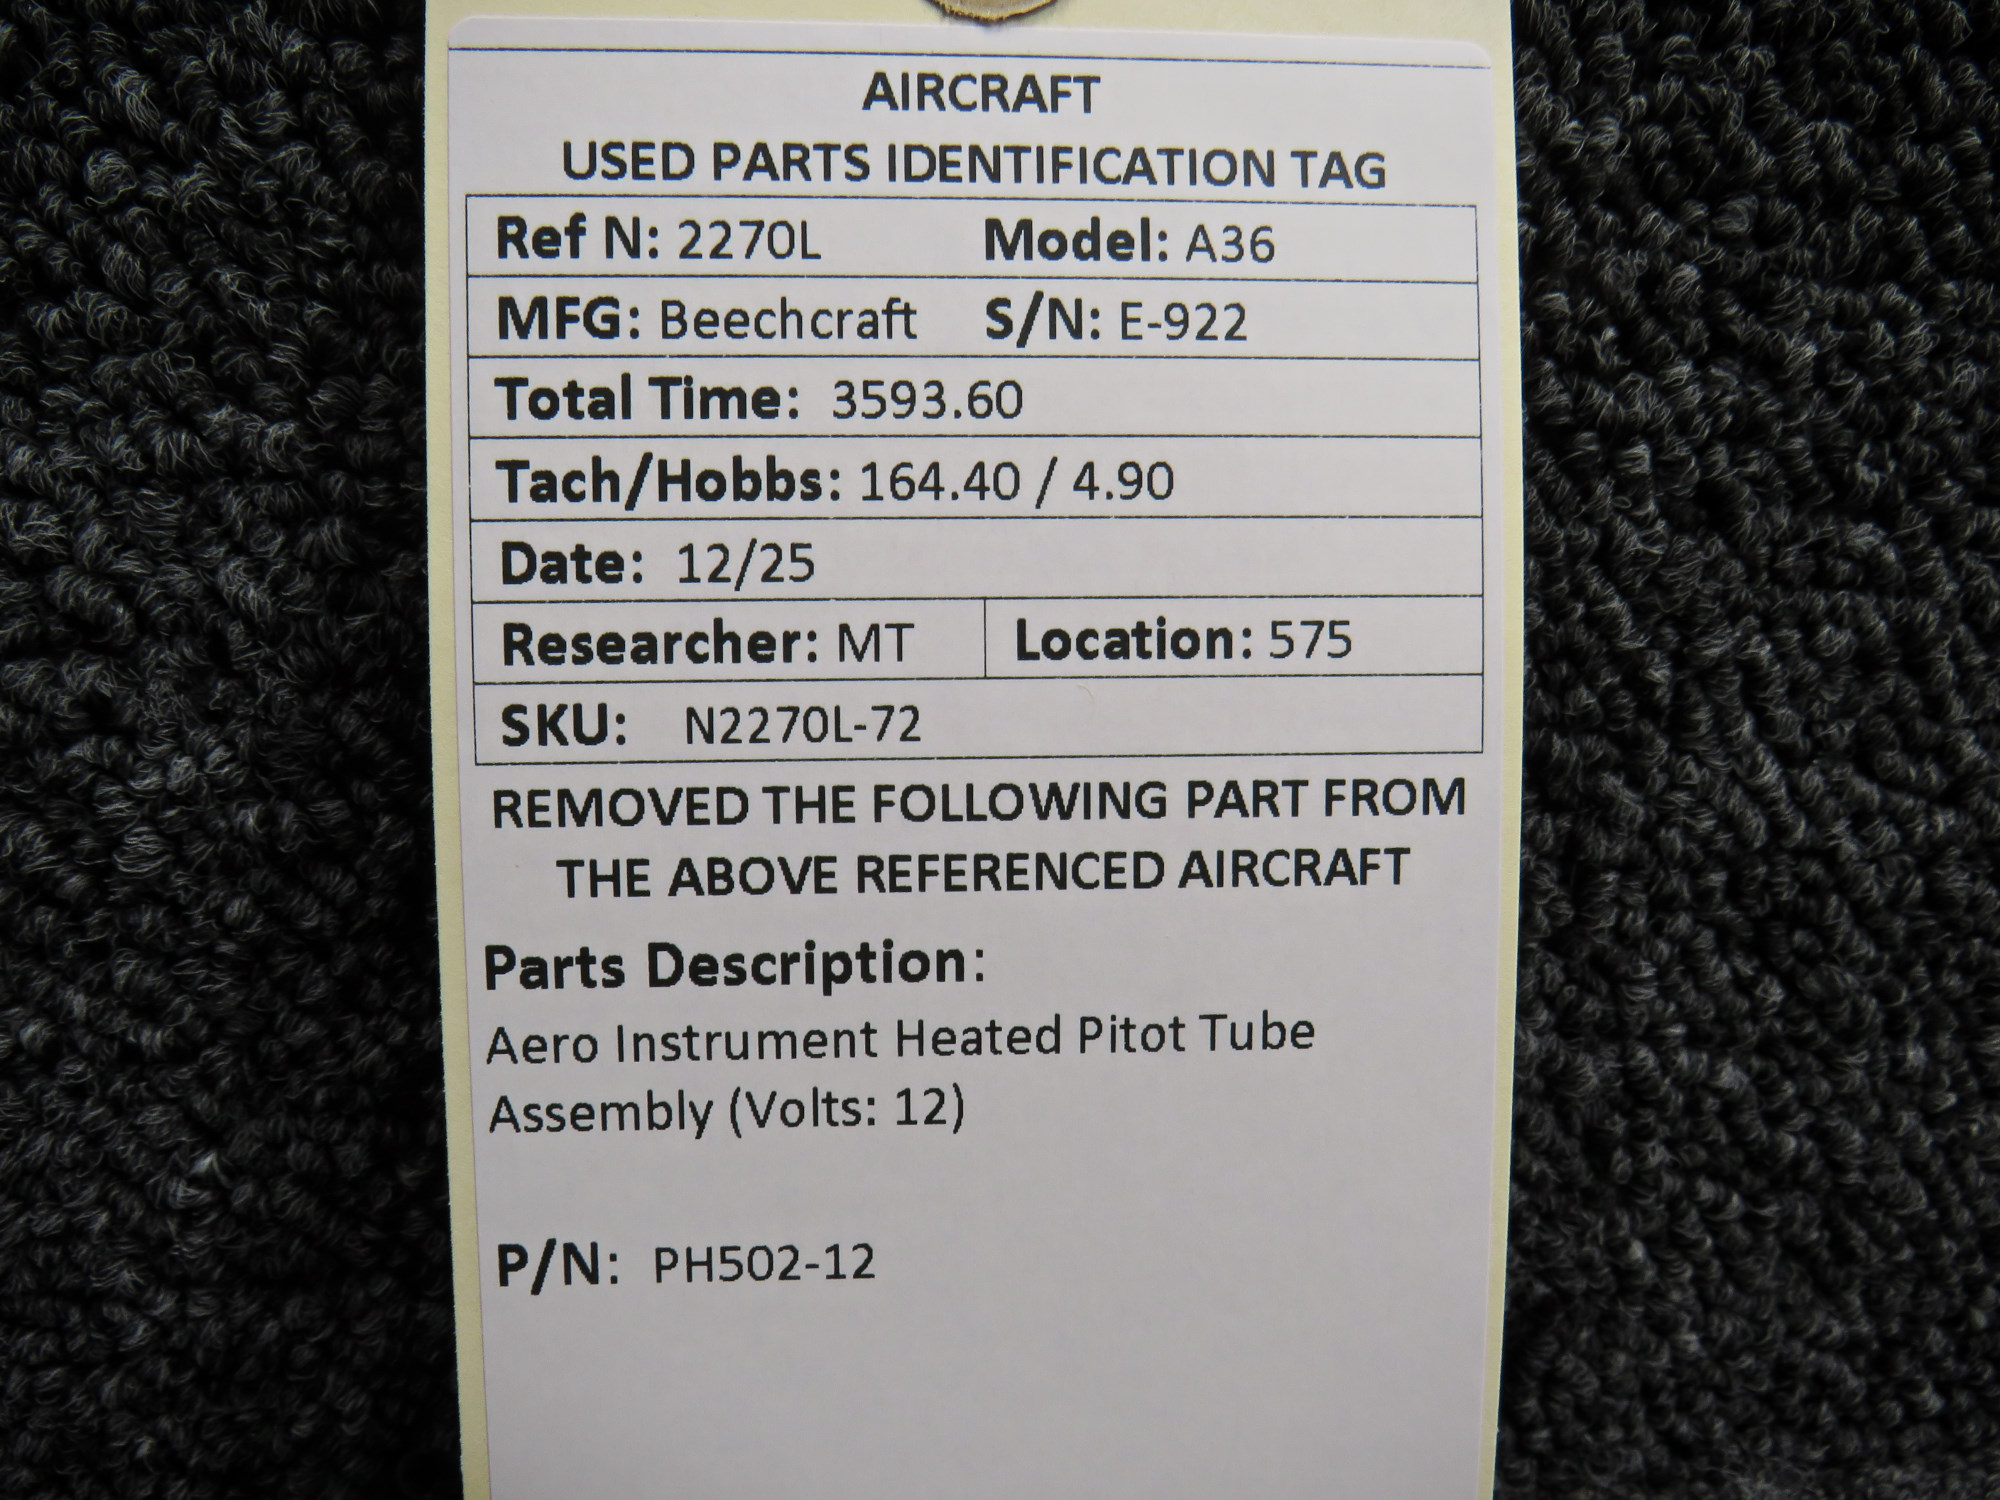 AIRCRAFT
USED PARTS IDENTIFICATION TAG
Ref N: 2270L Model: A36
MFG: Beechcraft S/N: E-922
Total Time: 3593.60
Tach/Hobbs: 164.40 / 4.90
Date: 12/25
Researcher: MT Location: 575
SKU: N2270L-72
REMOVED THE FOLLOWING PART FROM
THE ABOVE REFERENCED AIRCRAFT
Parts Description:
Aero Instrument Heated Pitot Tube
Assembly (Volts: 12)
P/N: PH502-12